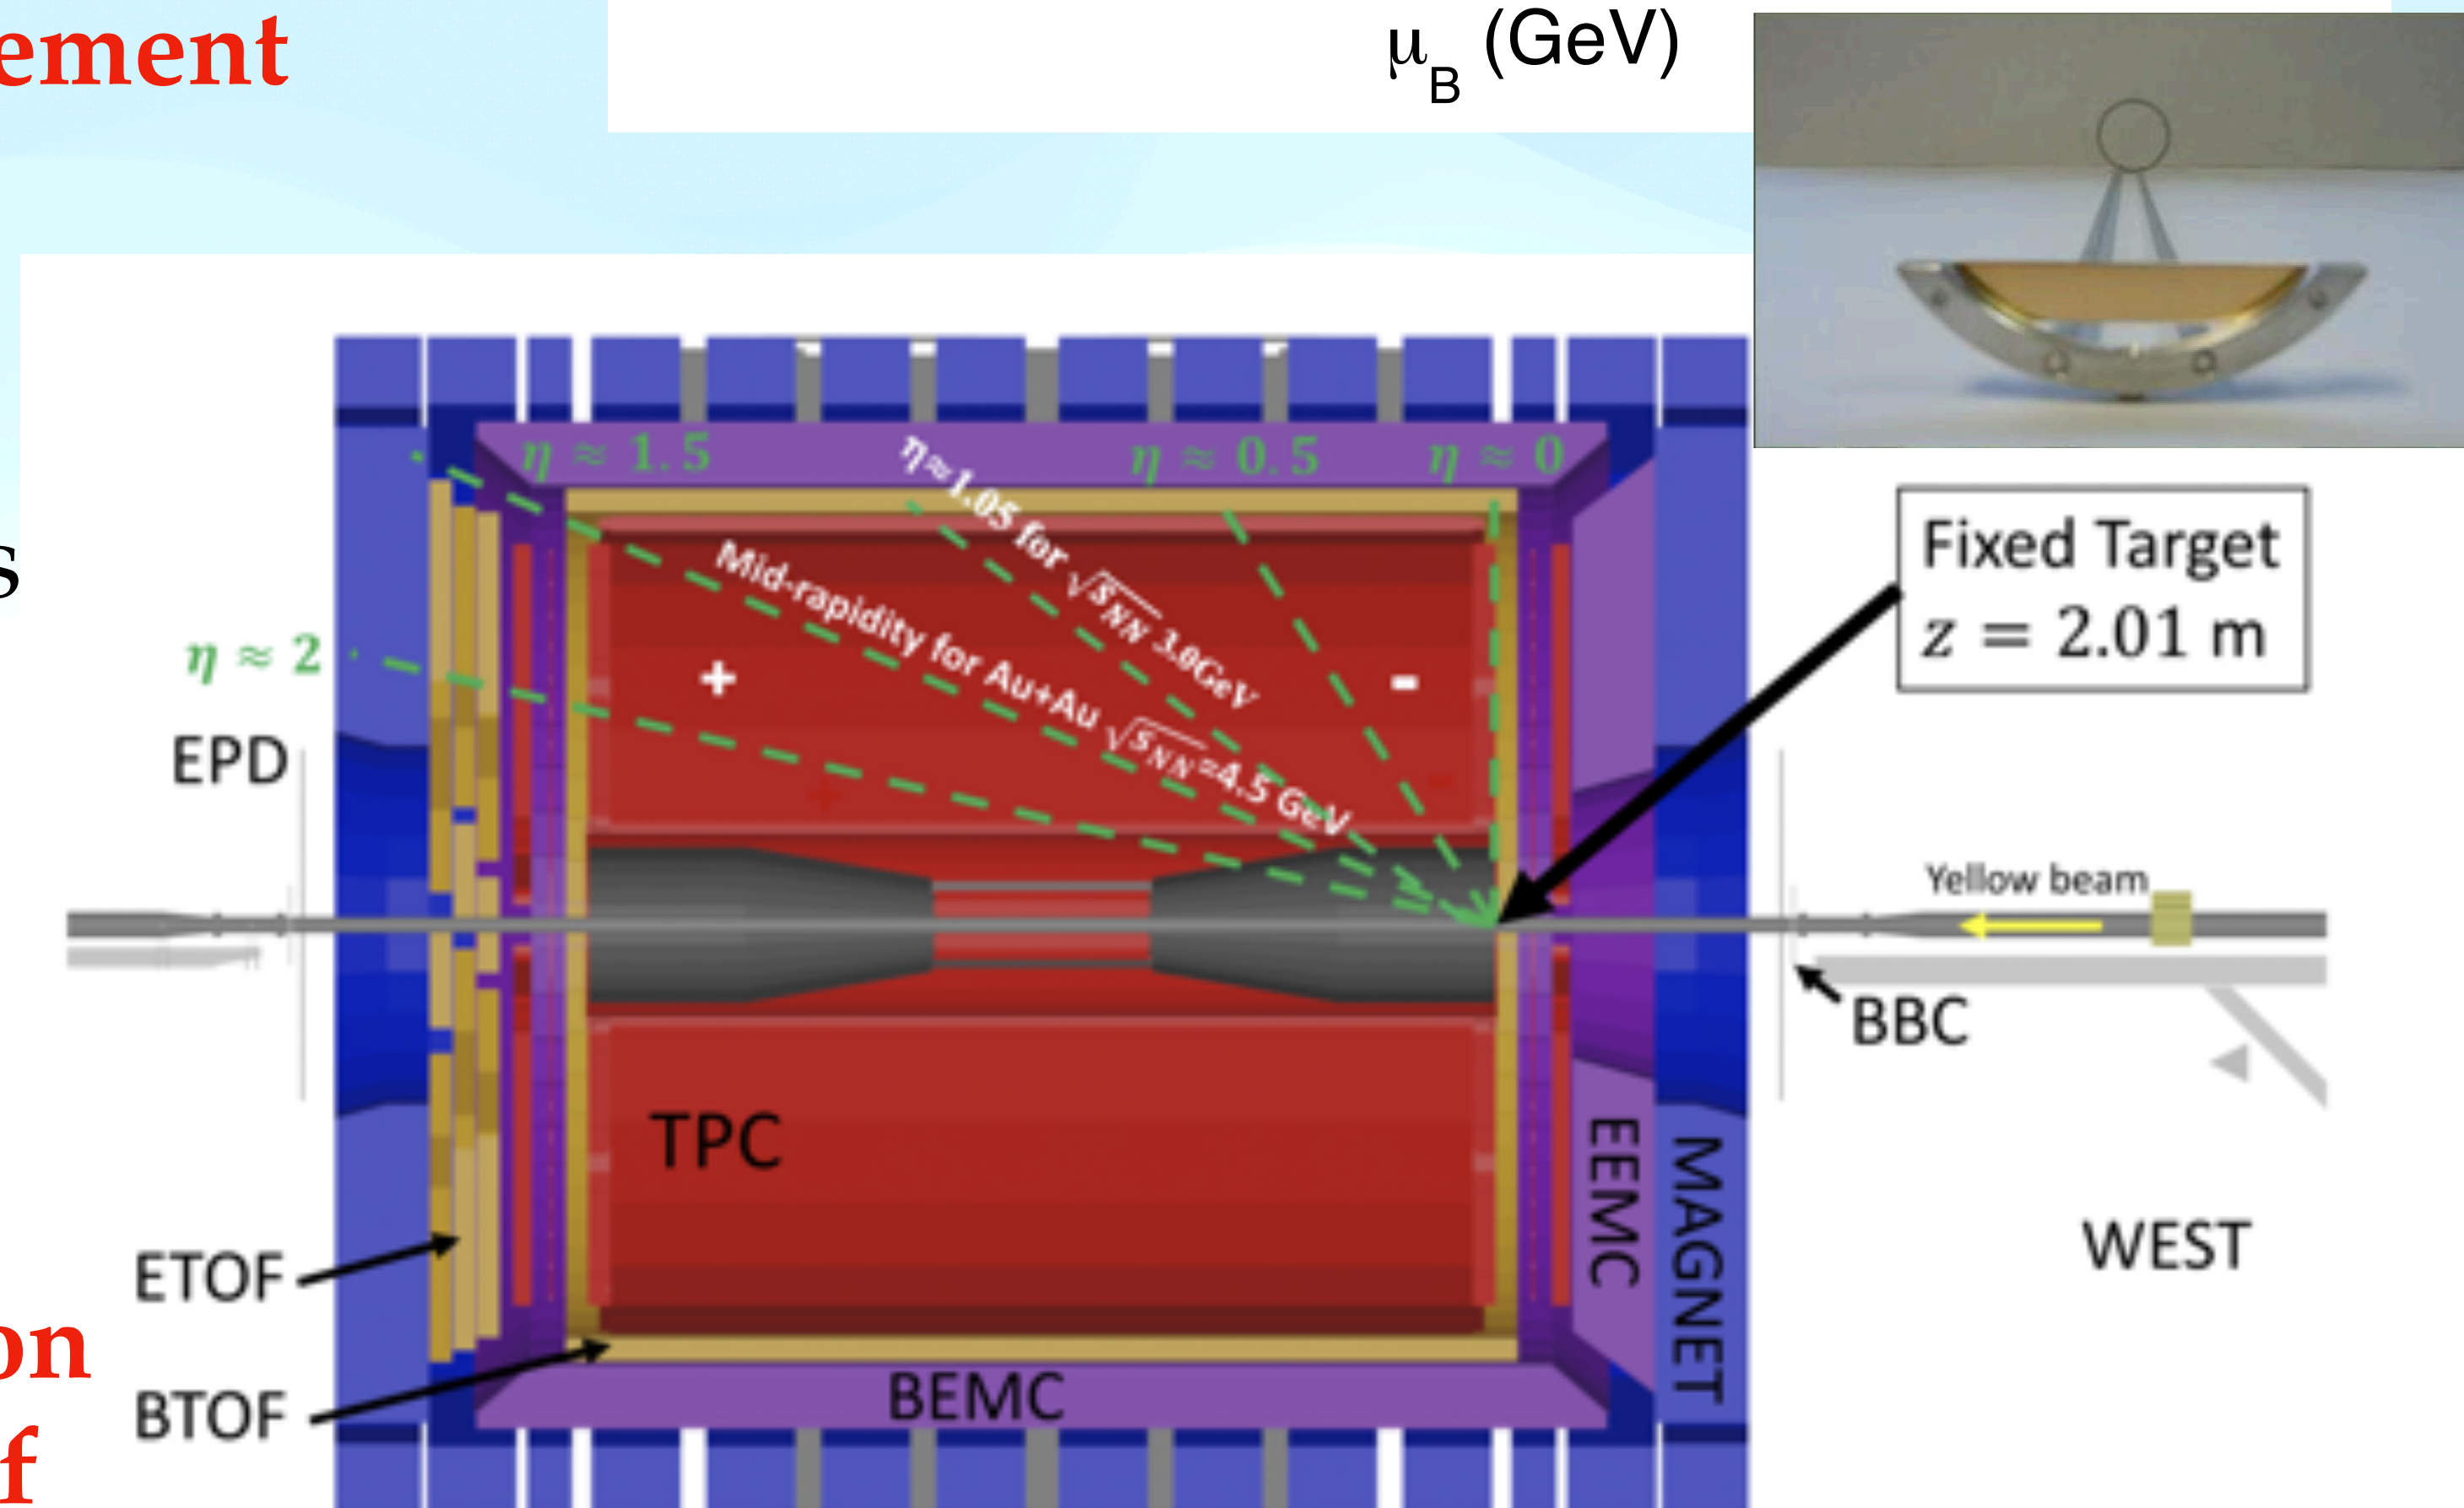 ement
μB (GeV)
η ≈ 1.5
η≈1.05 for √sNN 3.0GeV
η ≈ 0.5
η ≈ 0
Mid-rapidity for Au+Au √sNN=4.5 GeV
Fixed Target
z = 2.01 m
s
+
-
η ≈ 2
EPD
Yellow beam
BBC
TPC
EEMC
MAGNET
WEST
ETOF
on
BTOF
BEMC
f